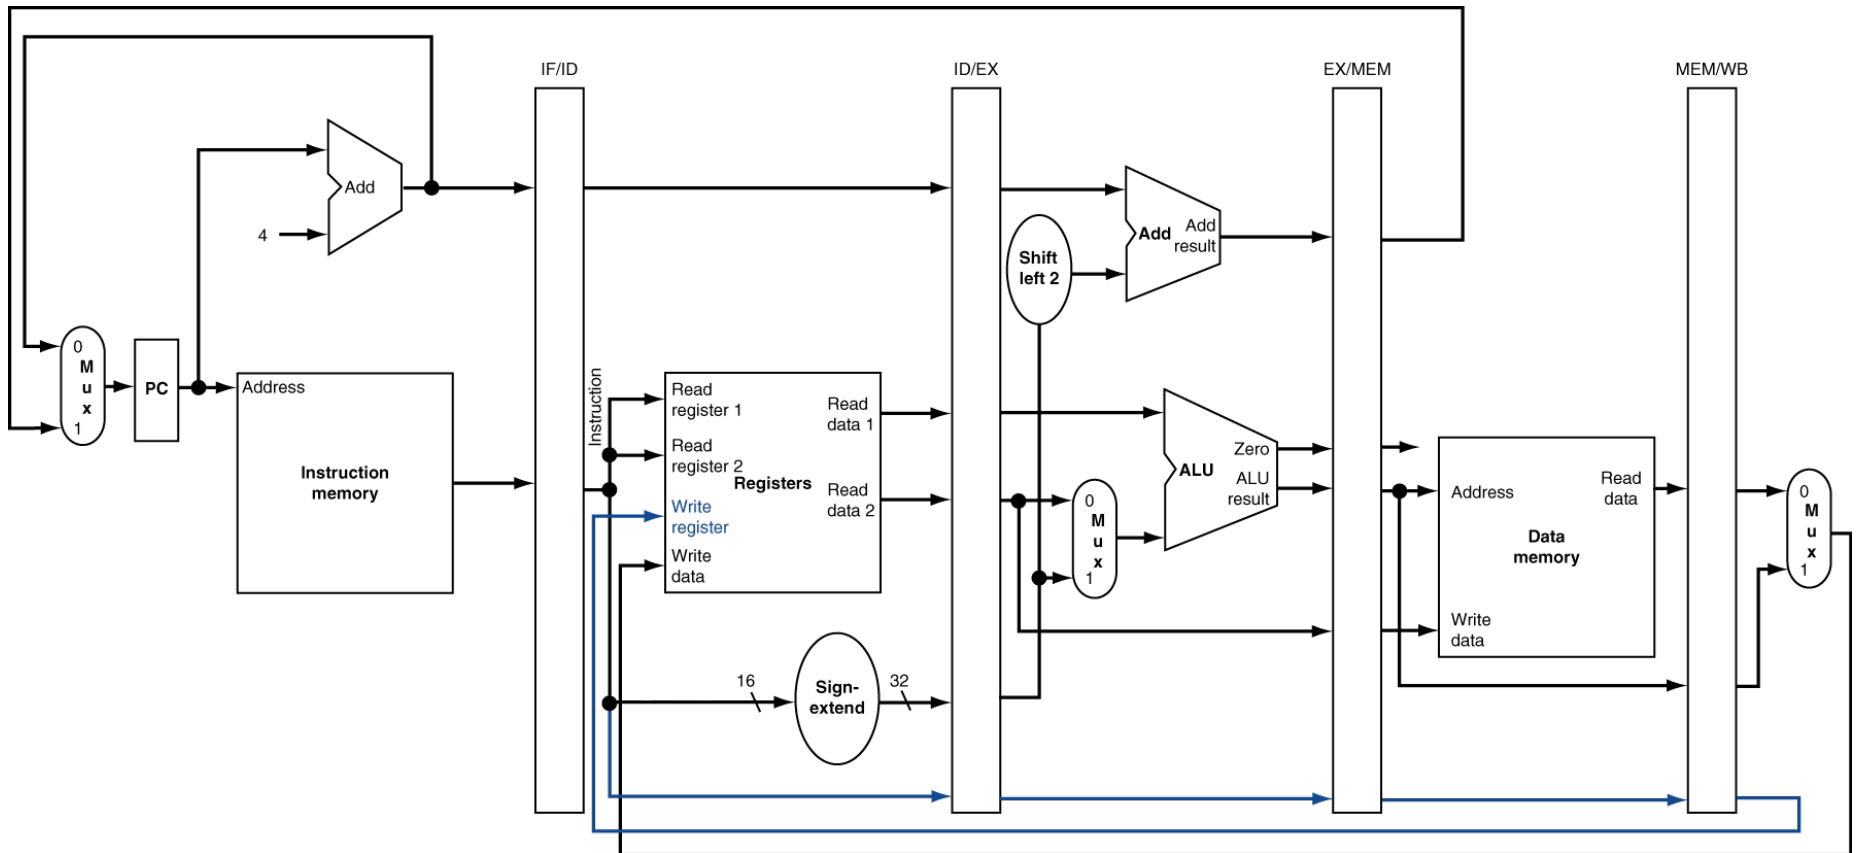 IF/ID
ID/EX
EX/MEM
MEM/WB
Add
4
Add
Add
result
Shift
left 2
0
M
u
x
1
PC
Address
Instruction
memory
Instruction
Read
register 1
Read
register 2
Write
register
Write
data
Registers
Read
data 1
Read
data 2
16
Sign-
extend
32
0
M
u
x
1
ALU
Zero
ALU
result
Address
Read
data
Data
memory
Write
data
0
M
u
x
1